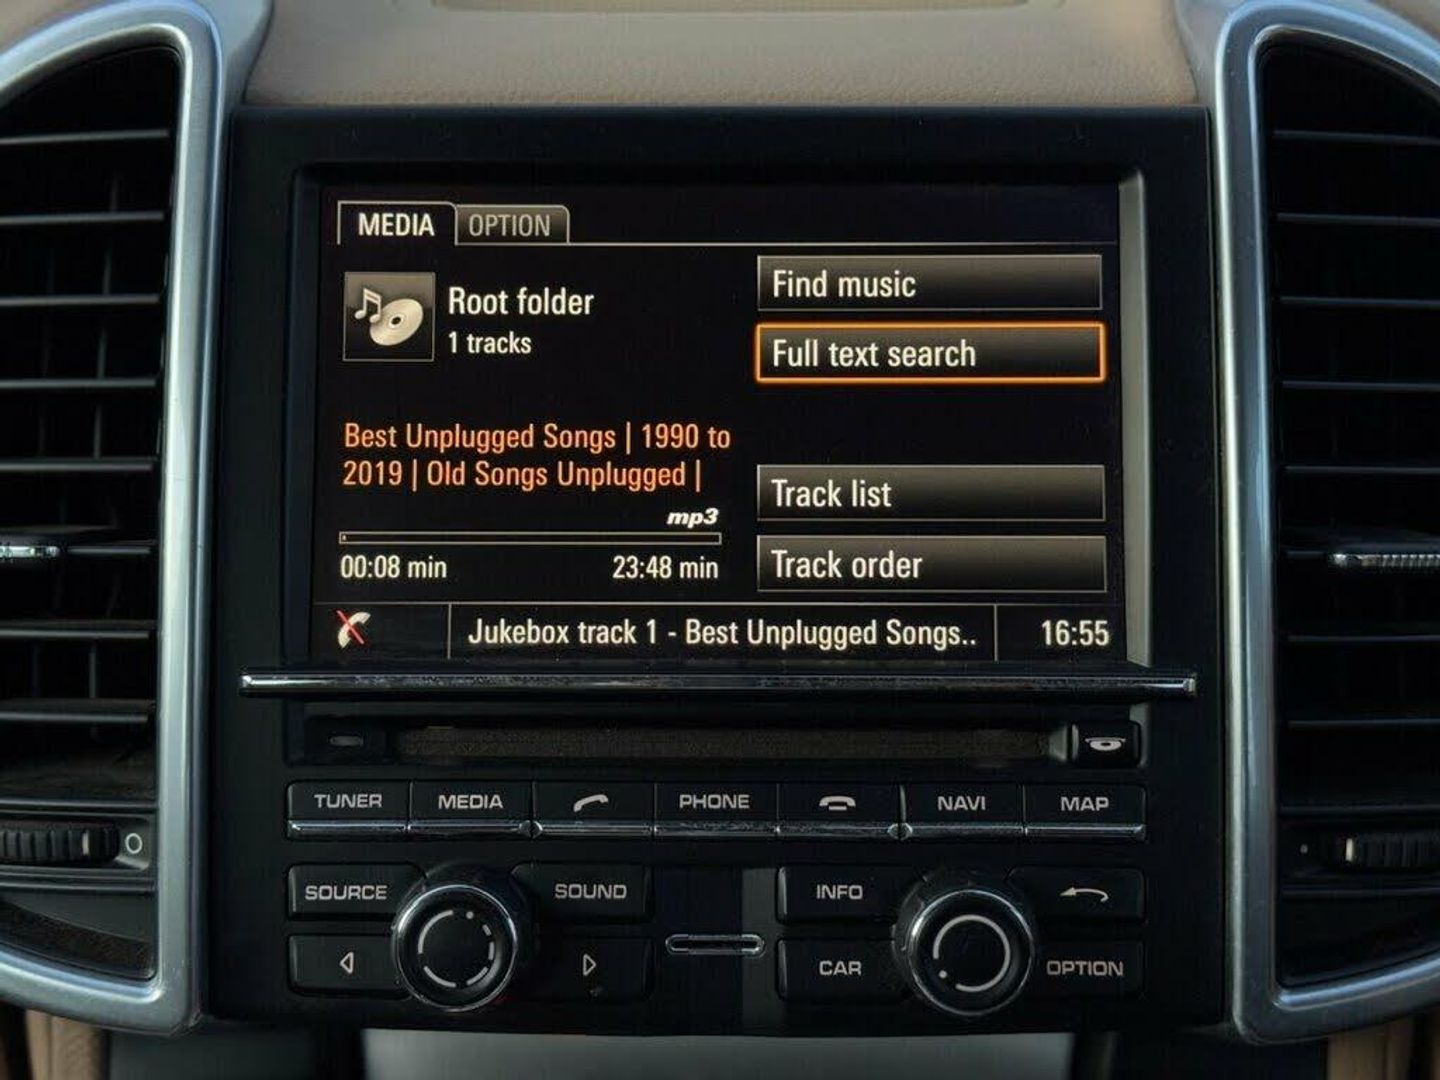 MEDIA OPTION
Root folder
1 tracks
Best Unplugged Songs | 1990 to
2019 | Old Songs Unplugged |
mp3
00:08 min 23:48 min
Find music
Full text search
Track list
Track order
Jukebox track 1 - Best Unplugged Songs.. 16:55
TUNER MEDIA PHONE NAVI MAP
SOURCE SOUND INFO
CAR OPTION